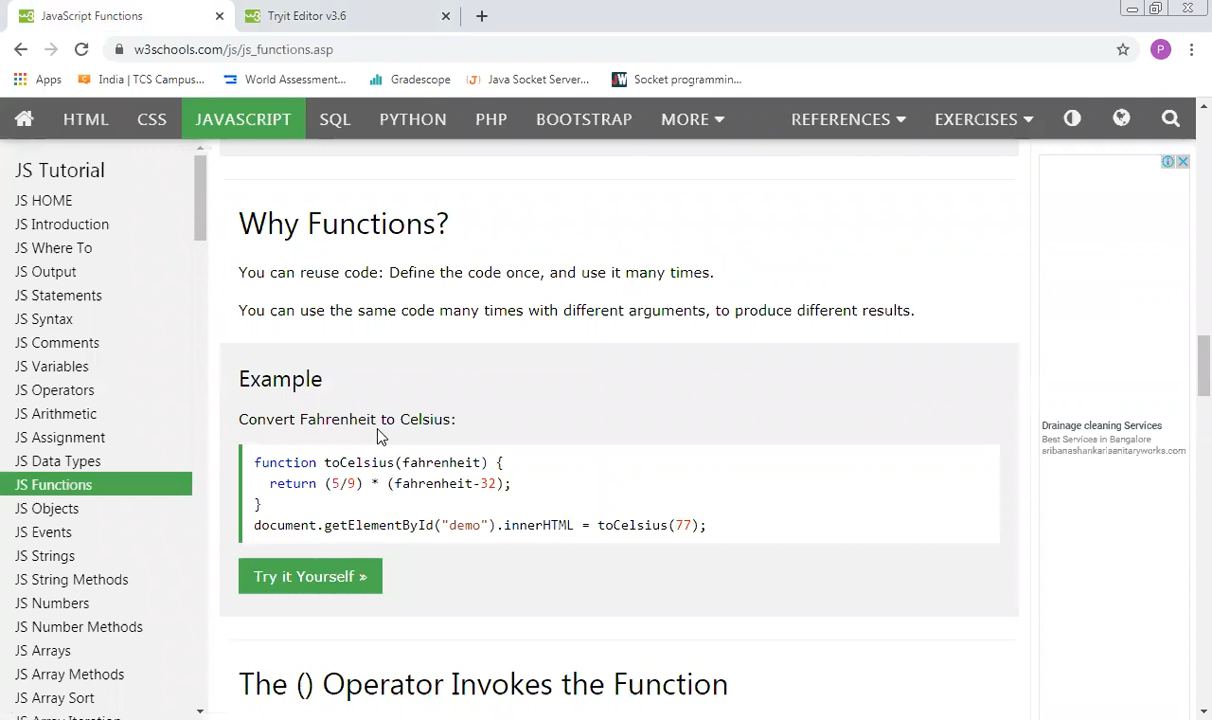 JavaScript Functions
Tryit Editor v3.6
w3schools.com/js/js_functions.asp
P
Apps
India | TCS Campus...
World Assessment...
Gradescope
Java Socket Server...
Socket programmin...
HTML
CSS
JAVASCRIPT
SQL
PYTHON
PHP
BOOTSTRAP
MORE
REFERENCES
EXERCISES
JS Tutorial
JS HOME
JS Introduction
JS Where To
JS Output
JS Statements
JS Syntax
JS Comments
JS Variables
JS Operators
JS Arithmetic
JS Assignment
JS Data Types
JS Functions
JS Objects
JS Events
JS Strings
JS String Methods
JS Numbers
JS Number Methods
JS Arrays
JS Array Methods
JS Array Sort
JS Array Iteration
Why Functions?
You can reuse code: Define the code once, and use it many times.
You can use the same code many times with different arguments, to produce different results.
Example
Convert Fahrenheit to Celsius:
function toCelsius(fahrenheit) {
return (5/9) * (fahrenheit-32);
}
document.getElementById("demo").innerHTML = toCelsius(77);
Try it Yourself »
The () Operator Invokes the Function
Drainage cleaning Services
Best Services in Bangalore
sribanashankarisanitaryworks.com